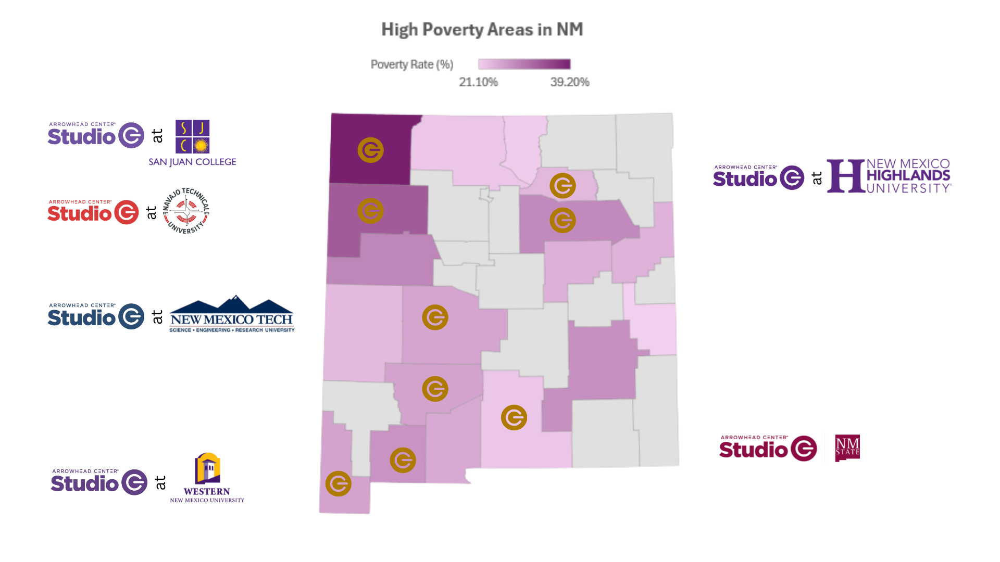 High Poverty Areas in NM
Poverty Rate (%)
21.10% 39.20%
ARROWHEAD CENTER®
Studio G at
S J
C
SAN JUAN COLLEGE
ARROWHEAD CENTER®
Studio G at
NAVAJO TECHNICAL
EST. 1979
UNIVERSITY
ARROWHEAD CENTER®
Studio G at
NEW MEXICO TECH
SCIENCE • ENGINEERING • RESEARCH UNIVERSITY
ARROWHEAD CENTER®
Studio G at
WESTERN
NEW MEXICO UNIVERSITY
ARROWHEAD CENTER®
Studio G at
H NEW MEXICO
HIGHLANDS
UNIVERSITY®
ARROWHEAD CENTER®
Studio G
NM
STATE